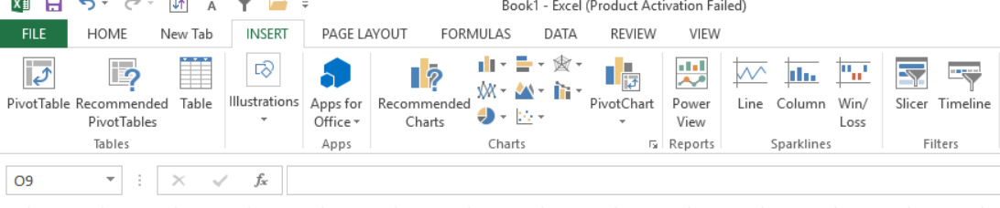 Book1 - Excel (Product Activation Failed)
FILE HOME New Tab INSERT PAGE LAYOUT FORMULAS DATA REVIEW VIEW
PivotTable Recommended PivotTables Table Illustrations Apps for Office Recommended Charts PivotChart Power View Line Column Win/ Loss Slicer Timeline
Tables Apps Charts Reports Sparklines Filters
O9 fx